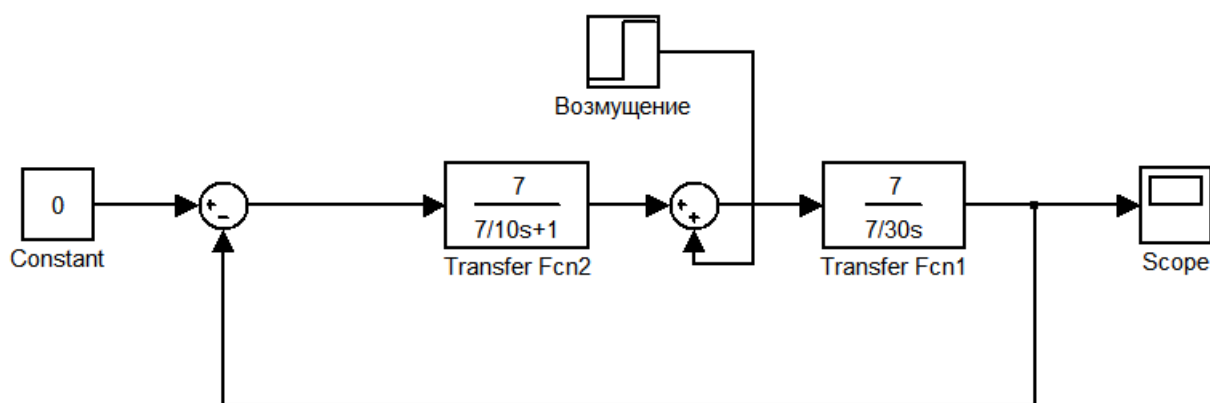 Возмущение
0
+
-
7
7/10s+1
+
+
7
7/30s
Constant
Transfer Fcn2
Transfer Fcn1
Scope